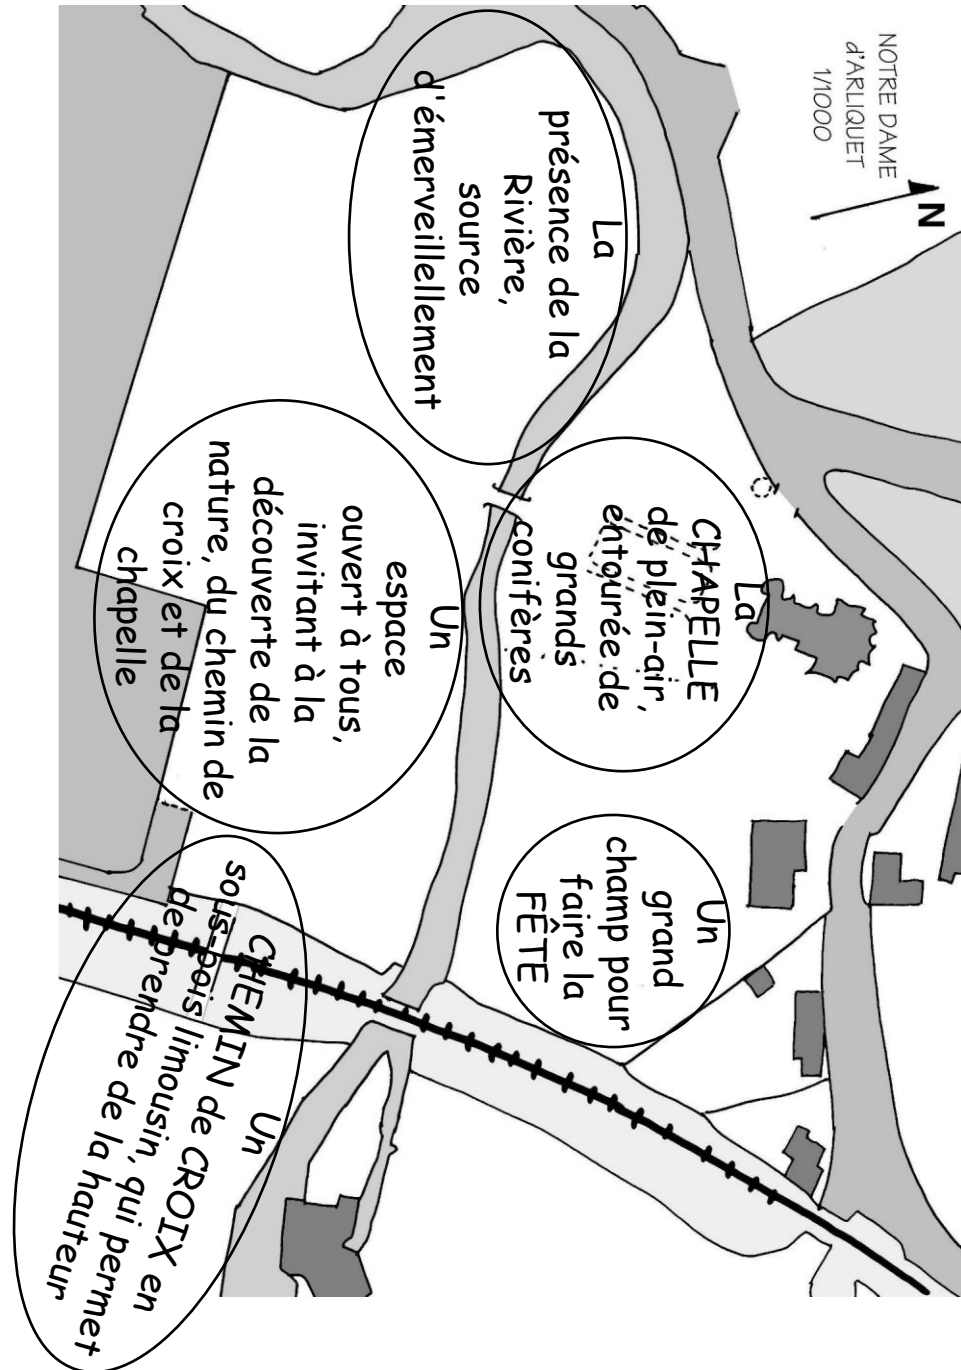 NOTRE DAME
d'ARLIQUET
1/1000
N
La
présence de la
Rivière,
source
d'émerveillellement
La
CHAPELLE
de plein-air,
entourée de
grands
conifères
Un
espace
ouvert à tous,
invitant à la
découverte de la
nature, du chemin de
croix et de la
chapelle
Un
grand
champ pour
faire la
FÊTE
Un
CHEMIN de CROIX en
sous-bois limousin, qui permet
de prendre de la hauteur